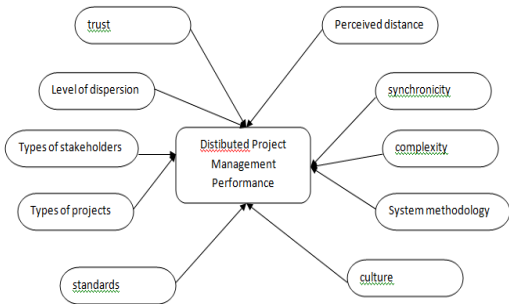 trust
Perceived distance
Level of dispersion
synchronicity
Distibuted Project
Management
Performance
Types of stakeholders
complexity
Types of projects
System methodology
standards
culture